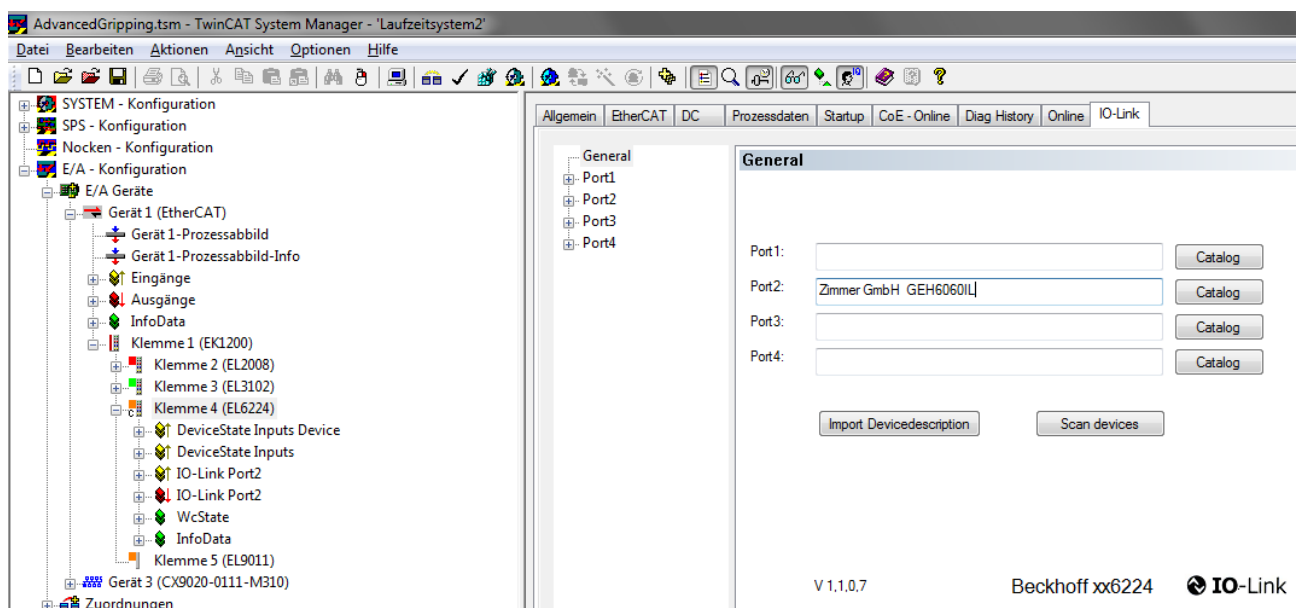 AdvancedGripping.tsm - TwinCAT System Manager - 'Laufzeitsystem2'
Datei Bearbeiten Aktionen Ansicht Optionen Hilfe
SYSTEM - Konfiguration
SPS - Konfiguration
Nocken - Konfiguration
E/A - Konfiguration
E/A Geräte
Gerät 1 (EtherCAT)
Gerät 1-Prozessabbild
Gerät 1-Prozessabbild-Info
Eingänge
Ausgänge
InfoData
Klemme 1 (EK1200)
Klemme 2 (EL2008)
Klemme 3 (EL3102)
Klemme 4 (EL6224)
DeviceState Inputs Device
DeviceState Inputs
IO-Link Port2
IO-Link Port2
WcState
InfoData
Klemme 5 (EL9011)
Gerät 3 (CX9020-0111-M310)
Zuordnungen
Allgemein EtherCAT DC Prozessdaten Startup CoE - Online Diag History Online IO-Link
General
Port1
Port2
Port3
Port4
General
Port1: Catalog
Port2: Zimmer GmbH GEH6060IL Catalog
Port3: Catalog
Port4: Catalog
Import Devicedescription Scan devices
V 1,1,0,7 Beckhoff xx6224 IO-Link